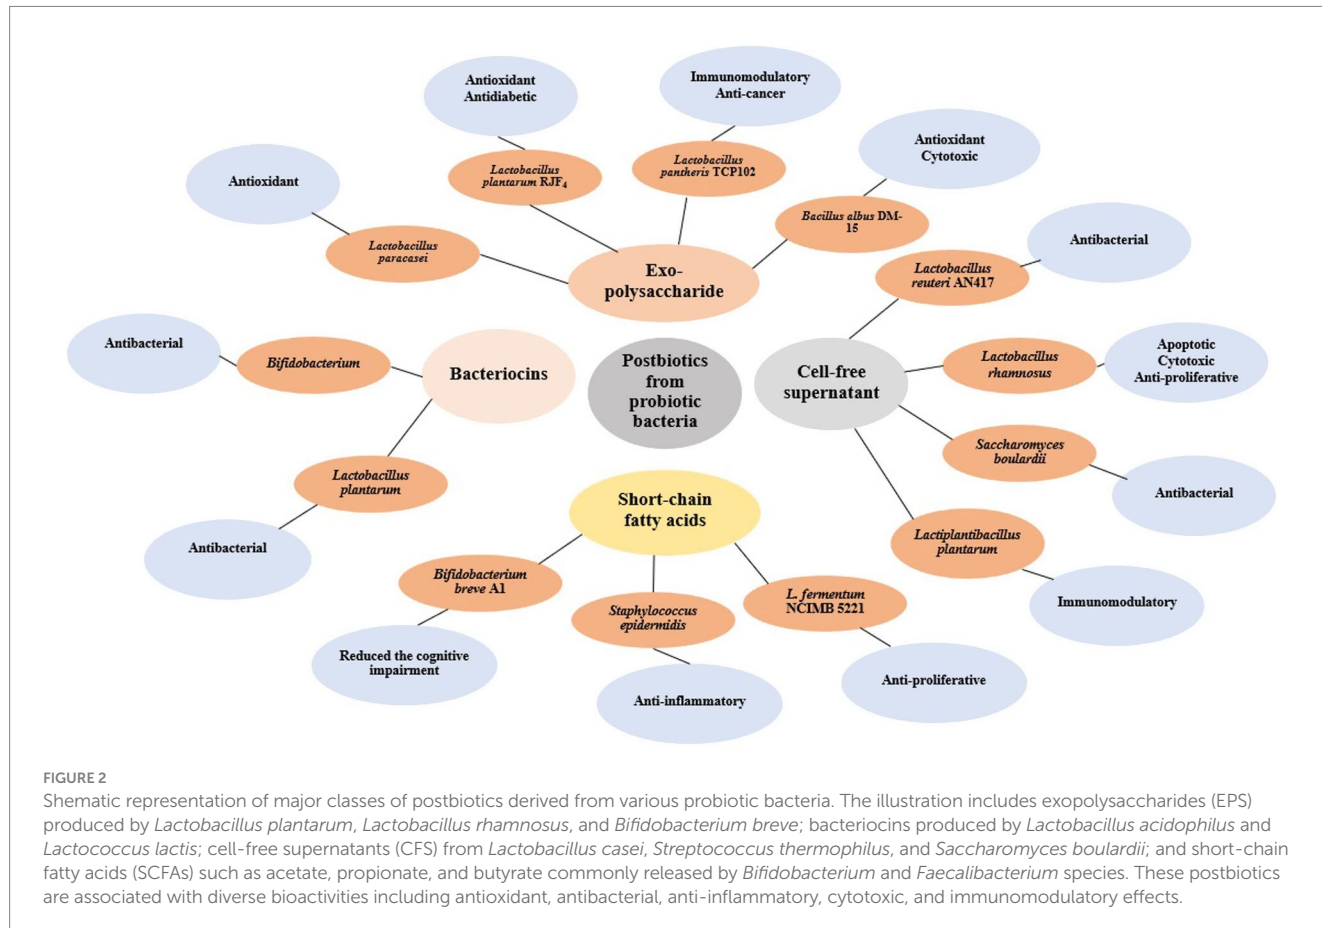 Antioxidant
Antidiabetic
Immunomodulatory
Anti-cancer
Antioxidant
Cytotoxic
Antioxidant
Lactobacillus
plantarum RJF₄
Lactobacillus
pantheris TCP102
Bacillus albus DM-
15
Lactobacillus
paracasei
Exo-
polysaccharide
Lactobacillus
reuteri AN417
Antibacterial
Antibacterial
Bifidobacterium
Bacteriocins
Postbiotics
from
probiotic
bacteria
Cell-free
supernatant
Lactobacillus
rhamnosus
Apoptotic
Cytotoxic
Anti-proliferative
Lactobacillus
plantarum
Saccharomyces
boulardii
Antibacterial
Antibacterial
Short-chain
fatty acids
Lactiplantibacillus
plantarum
Immunomodulatory
Bifidobacterium
breve A1
Staphylococcus
epidermidis
L. fermentum
NCIMB 5221
Reduced the cognitive
impairment
Anti-inflammatory
Anti-proliferative
FIGURE 2
Shematic representation of major classes of postbiotics derived from various probiotic bacteria. The illustration includes exopolysaccharides (EPS)
produced by Lactobacillus plantarum, Lactobacillus rhamnosus, and Bifidobacterium breve; bacteriocins produced by Lactobacillus acidophilus and
Lactococcus lactis; cell-free supernatants (CFS) from Lactobacillus casei, Streptococcus thermophilus, and Saccharomyces boulardii; and short-chain
fatty acids (SCFAs) such as acetate, propionate, and butyrate commonly released by Bifidobacterium and Faecalibacterium species. These postbiotics
are associated with diverse bioactivities including antioxidant, antibacterial, anti-inflammatory, cytotoxic, and immunomodulatory effects.